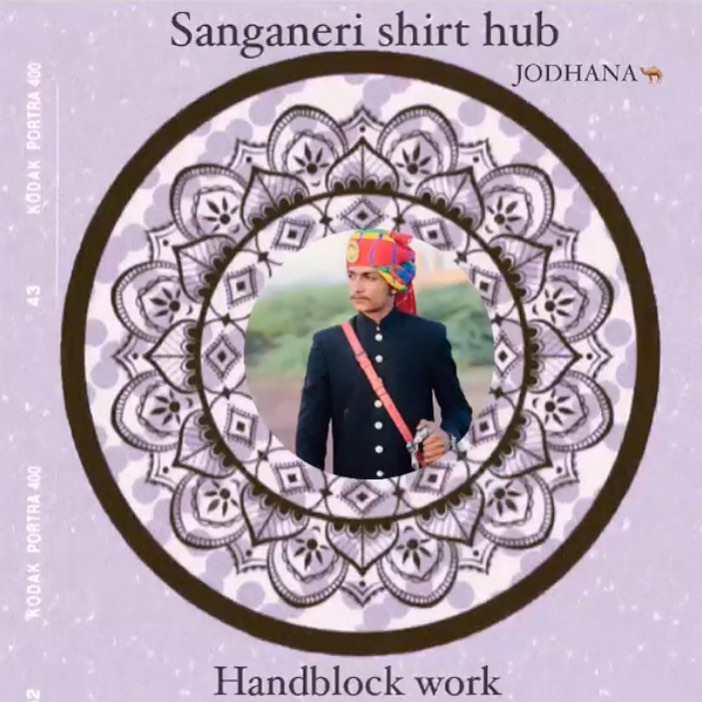 Sanganeri shirt hub
JODHANA🐪
KODAK PORTRA 400
43
KODAK PORTRA 400
Handblock work